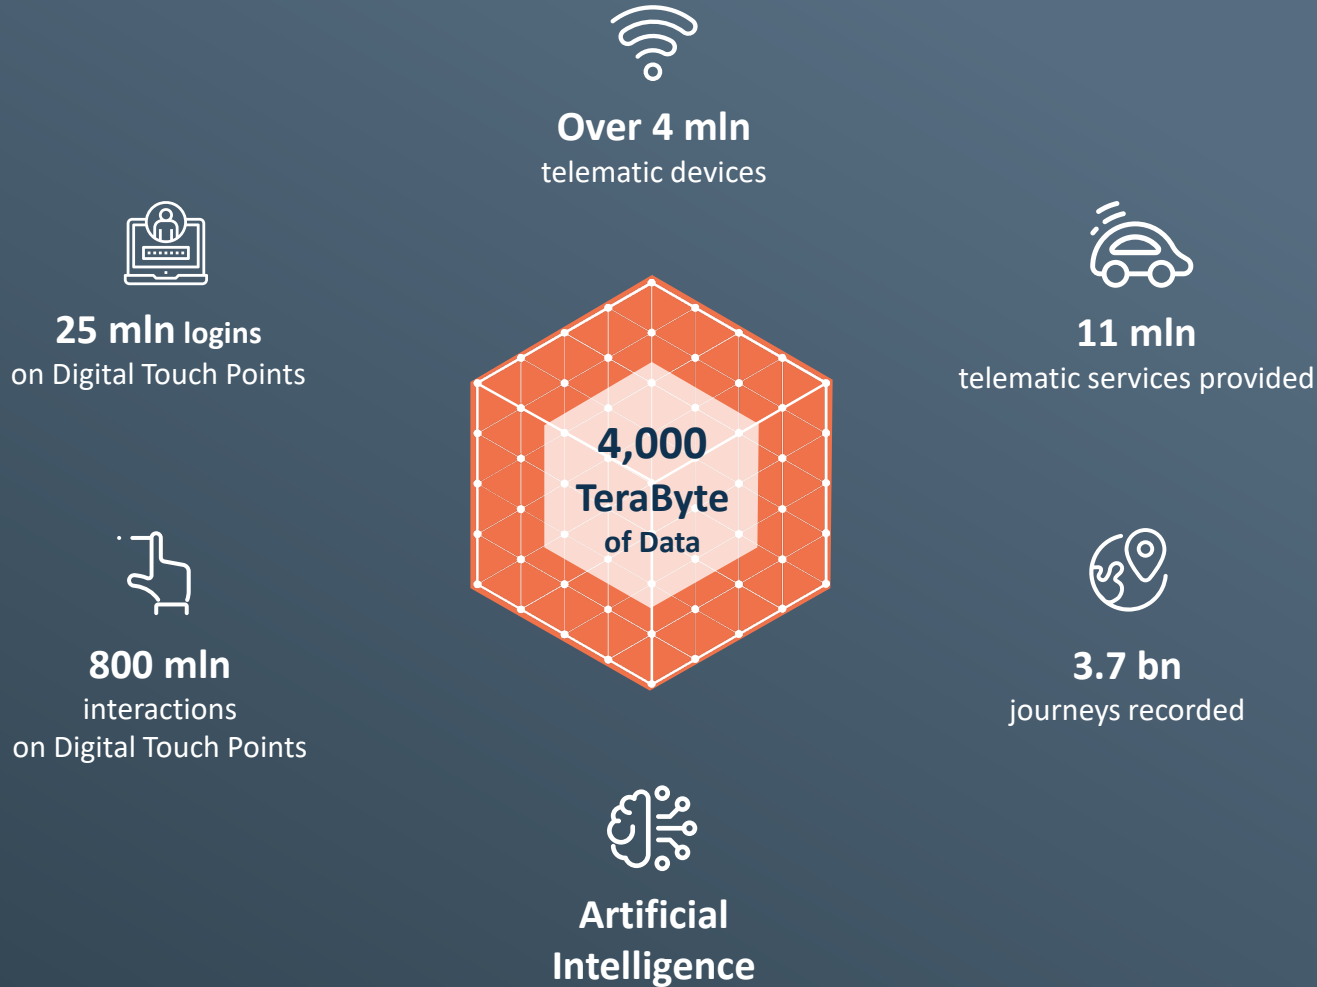 Over 4 mln
telematic devices
25 mln logins
on Digital Touch Points
11 mln
telematic services provided
4,000
TeraByte
of Data
800 mln
interactions
on Digital Touch Points
3.7 bn
journeys recorded
Artificial
Intelligence